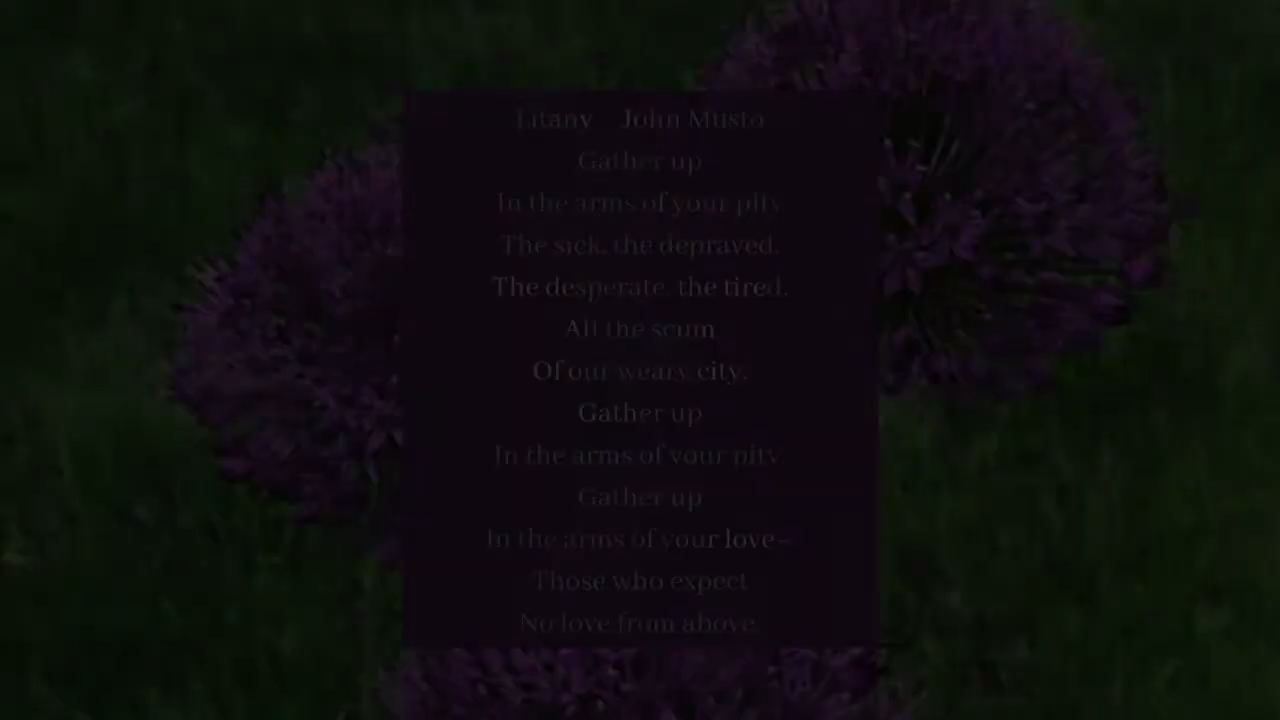 Litany John Musto
Gather up
In the arms of your pity
The sick, the depraved,
The desperate, the tired,
All the scum
Of our weary city.
Gather up
In the arms of your pity
Gather up
In the arms of your love–
Those who expect
No love from above.